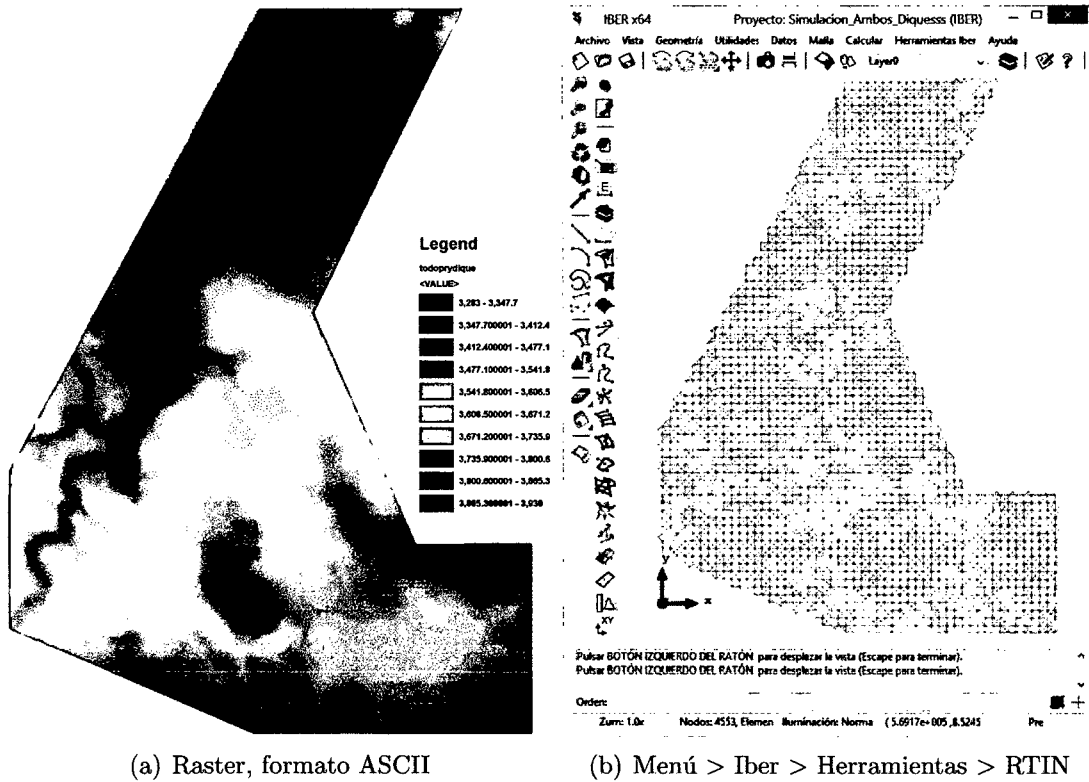 Legend
todoprydique
<VALUE>
3,283 - 3,347.7
3,347.700001 - 3,412.4
3,412.400001 - 3,477.1
3,477.100001 - 3,541.8
3,541.800001 - 3,606.5
3,606.500001 - 3,671.2
3,671.200001 - 3,735.9
3,735.900001 - 3,800.6
3,800.600001 - 3,865.3
3,865.300001 - 3,930
(a) Raster, formato ASCII
IBER x64 Proyecto: Simulacion_Ambos_Diquesss (IBER)
Archivo Vista Geometría Utilidades Datos Malla Calcular Herramientas Iber Ayuda
Layer0
y
x
XY
Pulsar BOTÓN IZQUIERDO DEL RATÓN para desplazar la vista (Escape para terminar).
Pulsar BOTÓN IZQUIERDO DEL RATÓN para desplazar la vista (Escape para terminar).
Orden:
Zum: 1.0x Nodos: 4553, Elemen Iluminación: Norma ( 5.6917e+005 ,8.5245 Pre
(b) Menú > Iber > Herramientas > RTIN